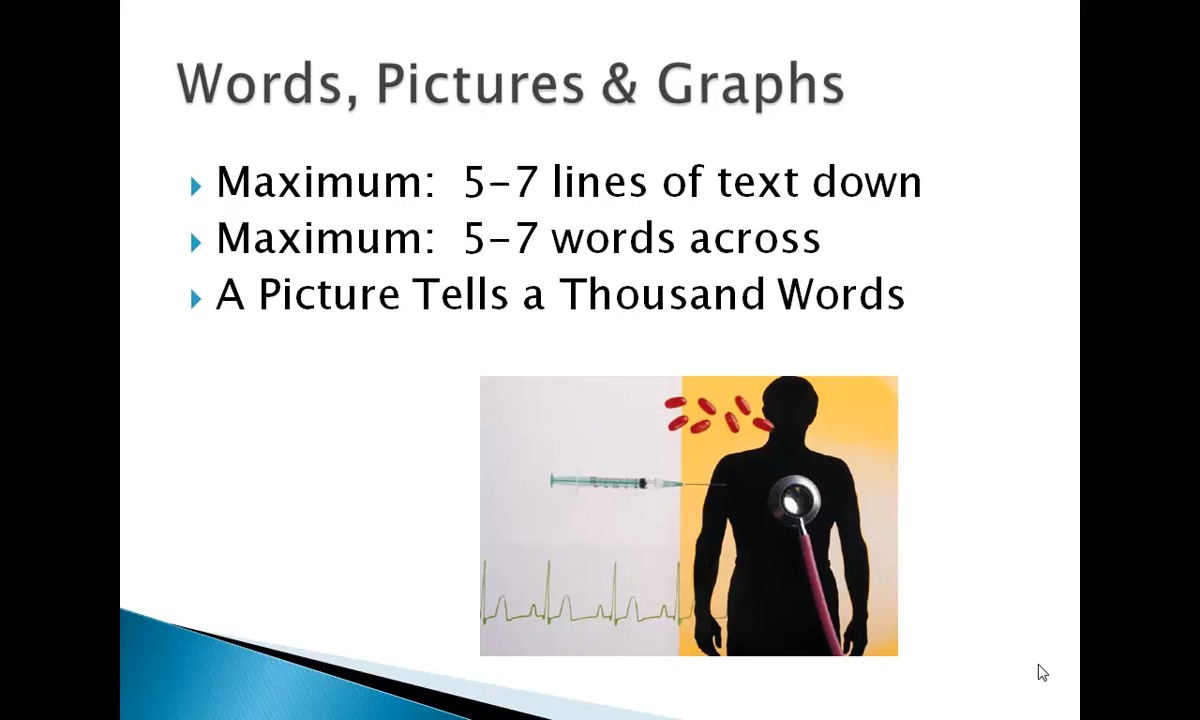 Words, Pictures & Graphs
Maximum:  5-7 lines of text down
Maximum:  5-7 words across
A Picture Tells a Thousand Words